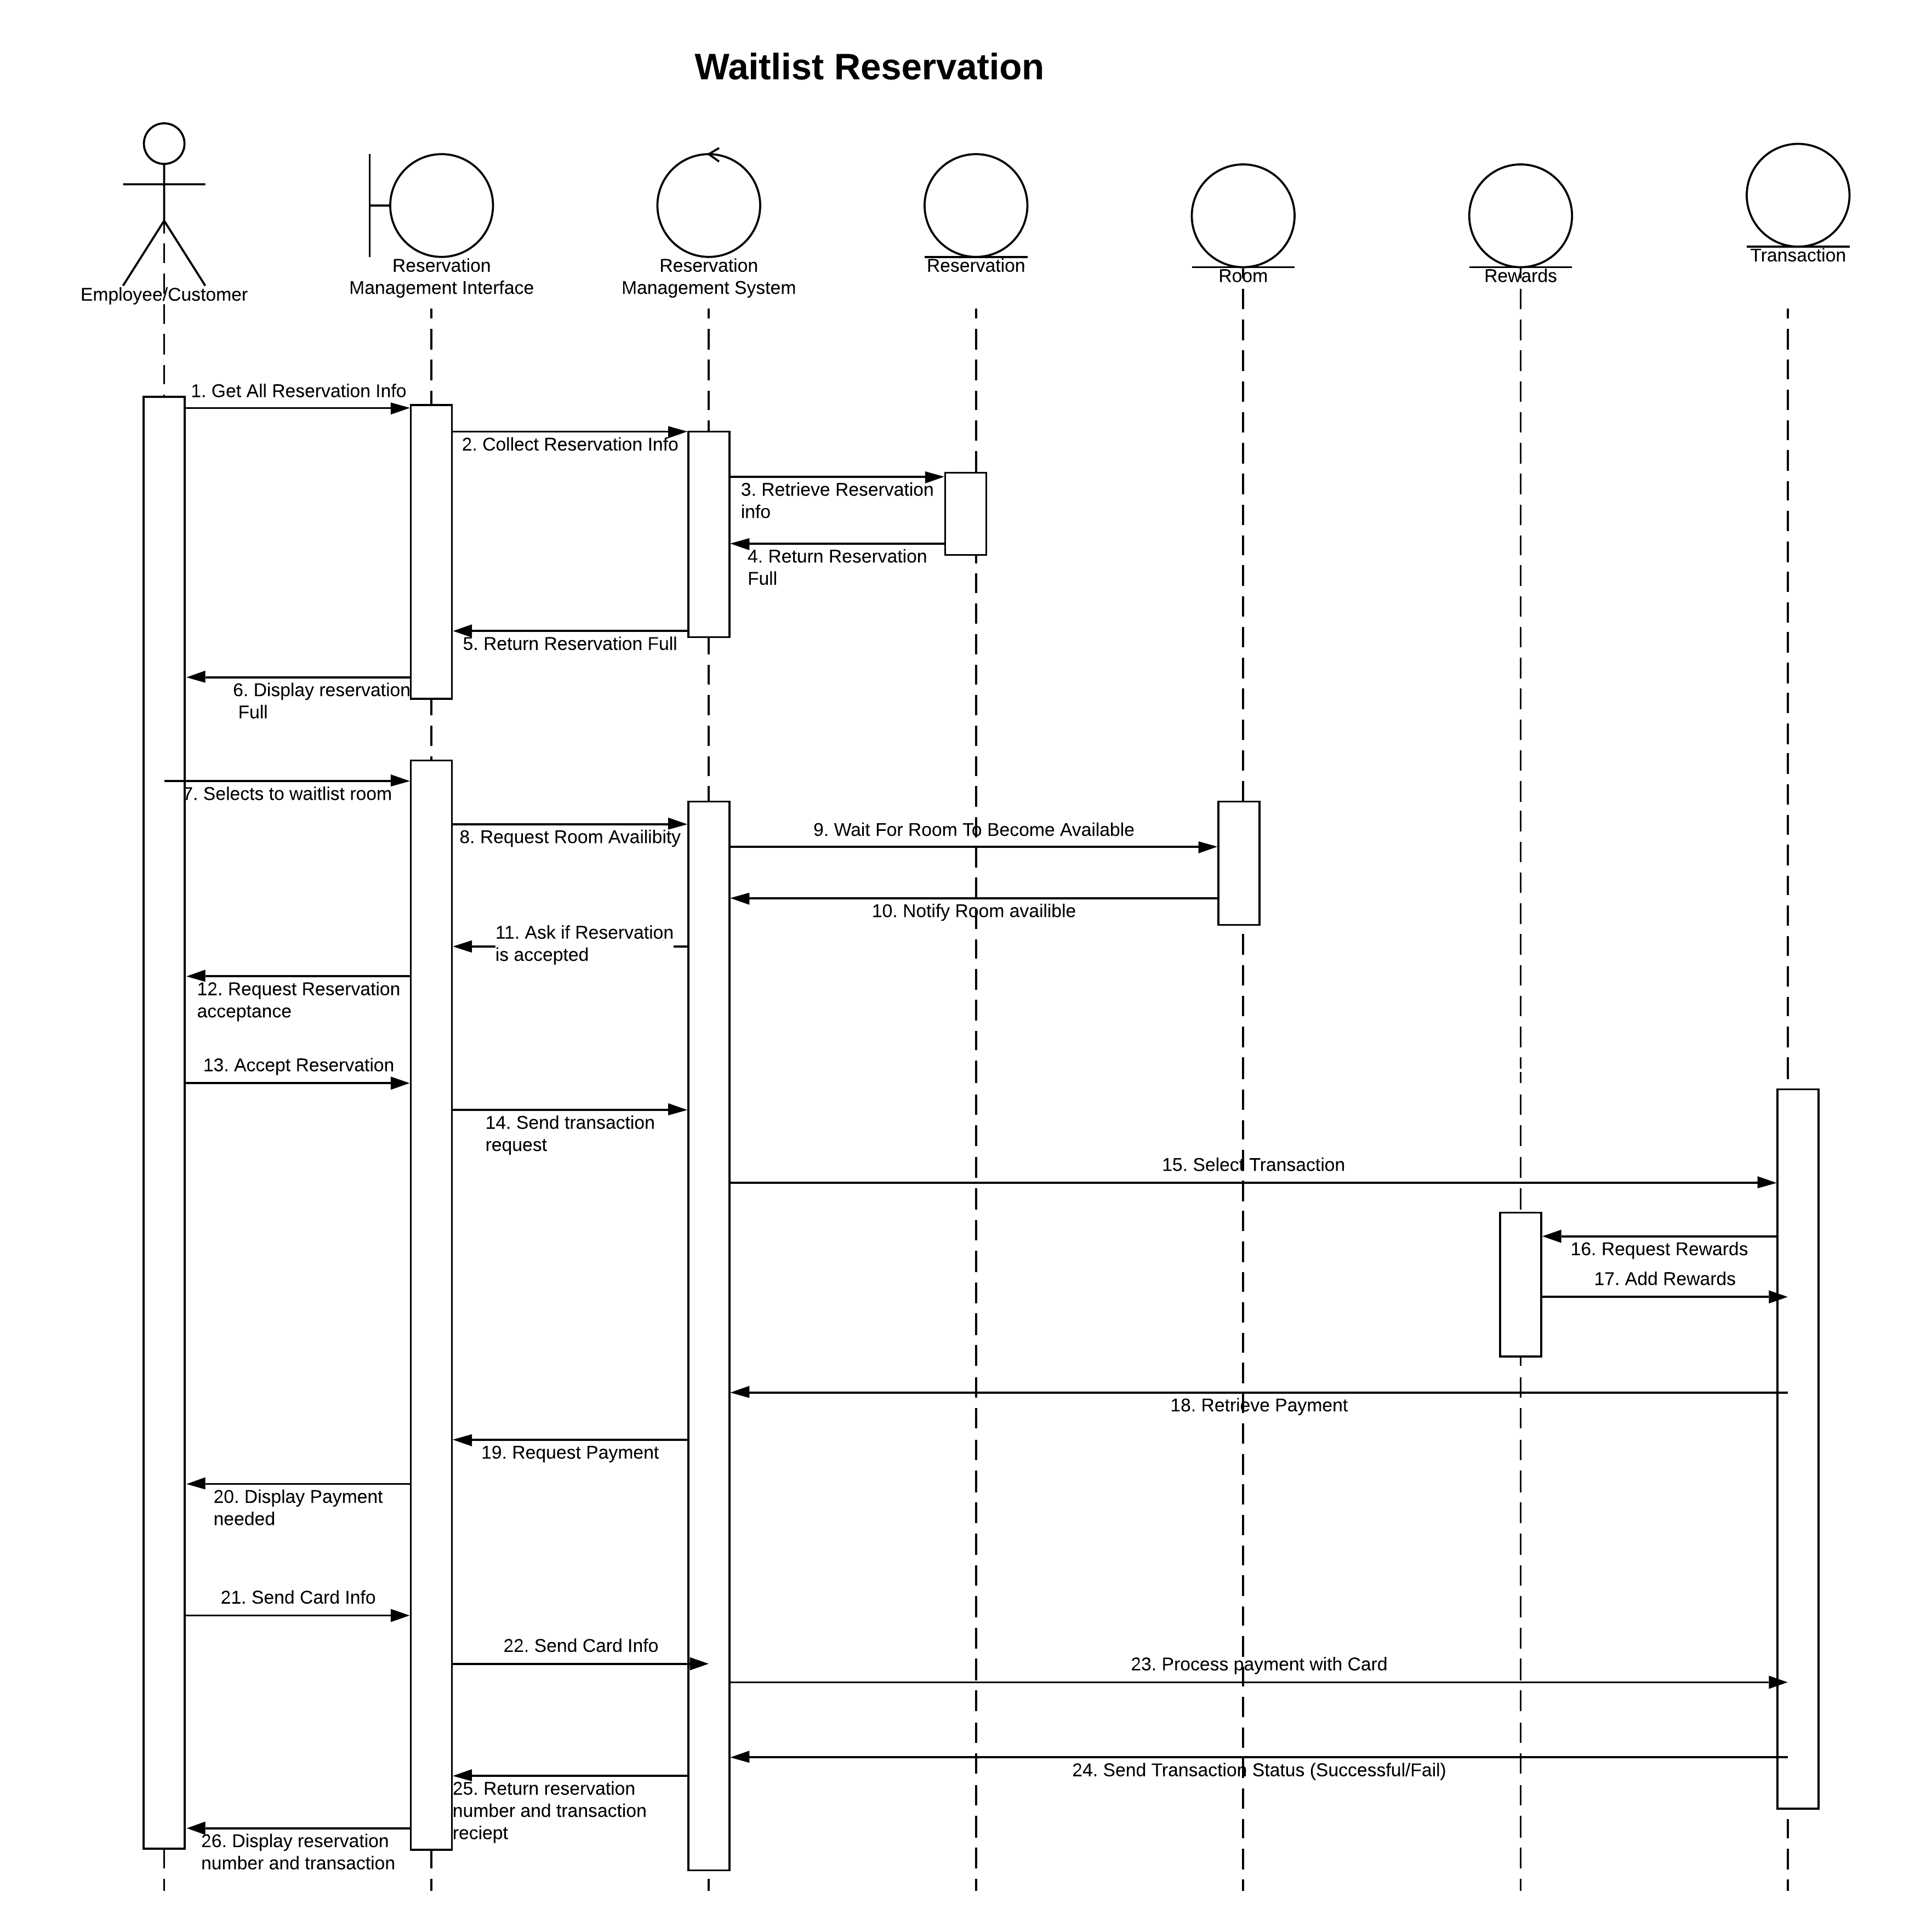 Waitlist Reservation
Employee/Customer
Reservation
Management Interface
Reservation
Management System
Reservation
Room
Rewards
Transaction
1. Get All Reservation Info
2. Collect Reservation Info
3. Retrieve Reservation
info
4. Return Reservation
Full
5. Return Reservation Full
6. Display reservation
Full
7. Selects to waitlist room
8. Request Room Availibity
9. Wait For Room To Become Available
10. Notify Room availible
11. Ask if Reservation
is accepted
12. Request Reservation
acceptance
13. Accept Reservation
14. Send transaction
request
15. Select Transaction
16. Request Rewards
17. Add Rewards
18. Retrieve Payment
19. Request Payment
20. Display Payment
needed
21. Send Card Info
22. Send Card Info
23. Process payment with Card
24. Send Transaction Status (Successful/Fail)
25. Return reservation
number and transaction
reciept
26. Display reservation
number and transaction